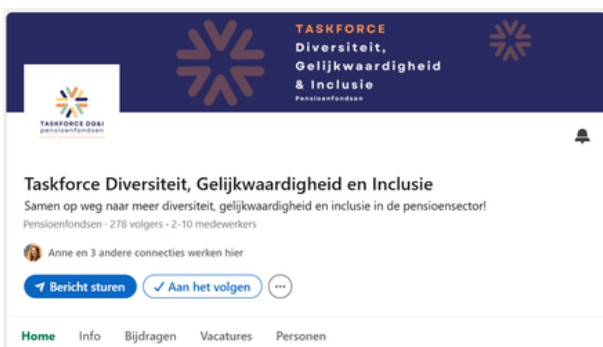 TASKFORCE
Diversiteit,
Gelijkwaardigheid
& Inclusie
Pensioenfondsen
TASKFORCE DG&I
pensioenfondsen
Taskforce Diversiteit, Gelijkwaardigheid en Inclusie
Samen op weg naar meer diversiteit, gelijkwaardigheid en inclusie in de pensioensector!
Pensioenfondsen · 278 volgers · 2-10 medewerkers
Anne en 3 andere connecties werken hier
Bericht sturen
Aan het volgen
Home Info Bijdragen Vacatures Personen